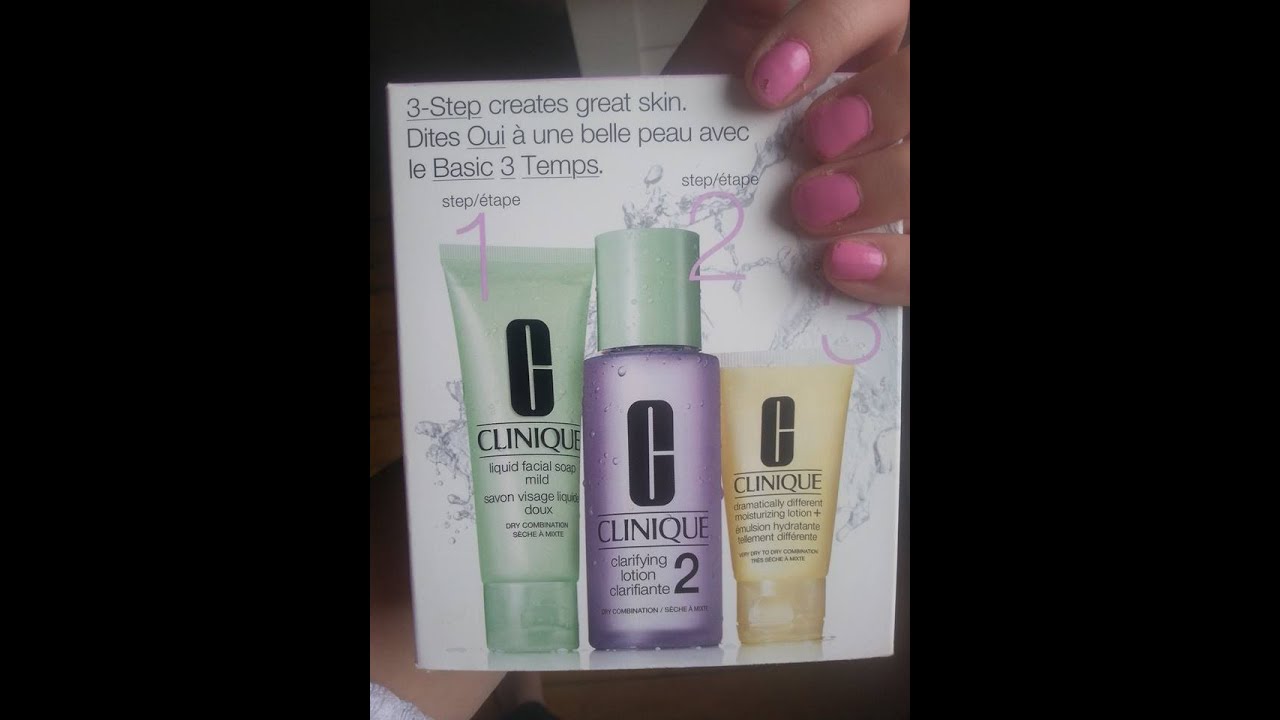 3-Step creates great skin.
Dites Oui à une belle peau avec
le Basic 3 Temps.
step/étape
1
step/étape
2
3
C
CLINIQUE
liquid facial soap
mild
savon visage liquide
doux
DRY COMBINATION
SÈCHE À MIXTE
C
CLINIQUE
clarifying
lotion
clarifiante 2
DRY COMBINATION / SÈCHE À MIXTE
C
CLINIQUE
dramatically different
moisturizing lotion+
émulsion hydratante
tellement différente
VERY DRY TO DRY COMBINATION
TRÈS SÈCHE À MIXTE